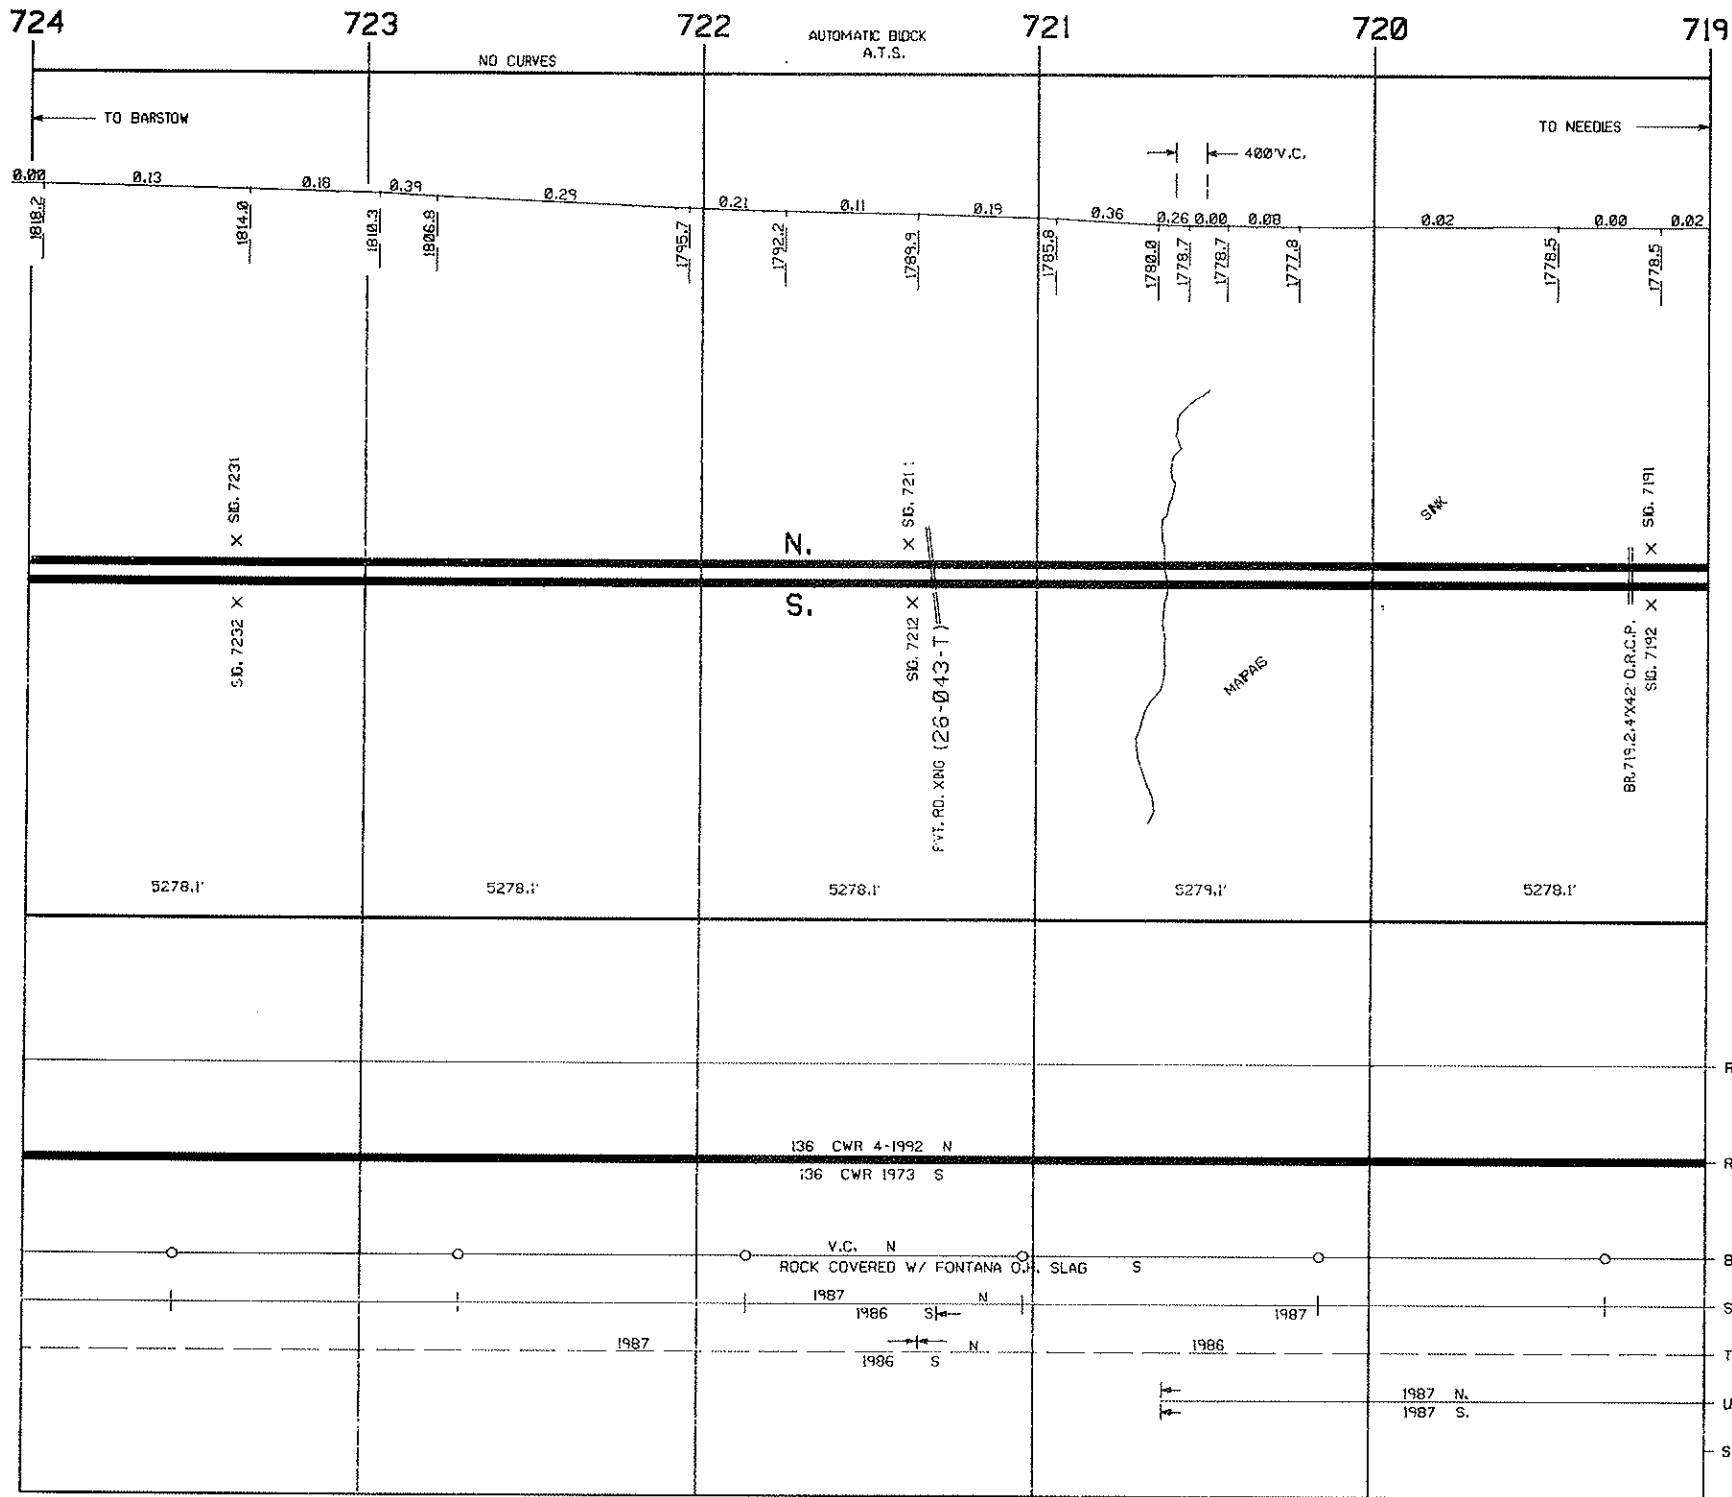 724 723 722 721 720 719
AUTOMATIC BLOCK
A.T.S.
NO CURVES
TO BARSTOW
TO NEEDLES
400'V.C.
0.00 0.13 0.18 0.39 0.29 0.21 0.11 0.19 0.36 0.26 0.00 0.08 0.02 0.00 0.02
1818.2 1814.0 1810.3 1806.8 1795.7 1792.2 1789.9 1785.8 1780.0 1778.7 1778.7 1777.8 1778.5 1778.5
X SIG. 7231
X SIG. 7211
X SIG. 7191
SINK
N.
S.
SIG. 7232 X
SIG. 7212 X
PVT. RD. XING (26-043-T)
MALPAIS
BR.719.2,4'X42' O.R.C.P.
SIG. 7192 X
5278.1' 5278.1' 5278.1' 5279.1' 5278.1'
136 CWR 4-1992 N
R
136 CWR 1973 S
V.C. N
B
ROCK COVERED W/ FONTANA O.H. SLAG S
1987 N
S
1986 S 1987
1987 N 1986
T
1986 S
1987 N.
U
1987 S.
S